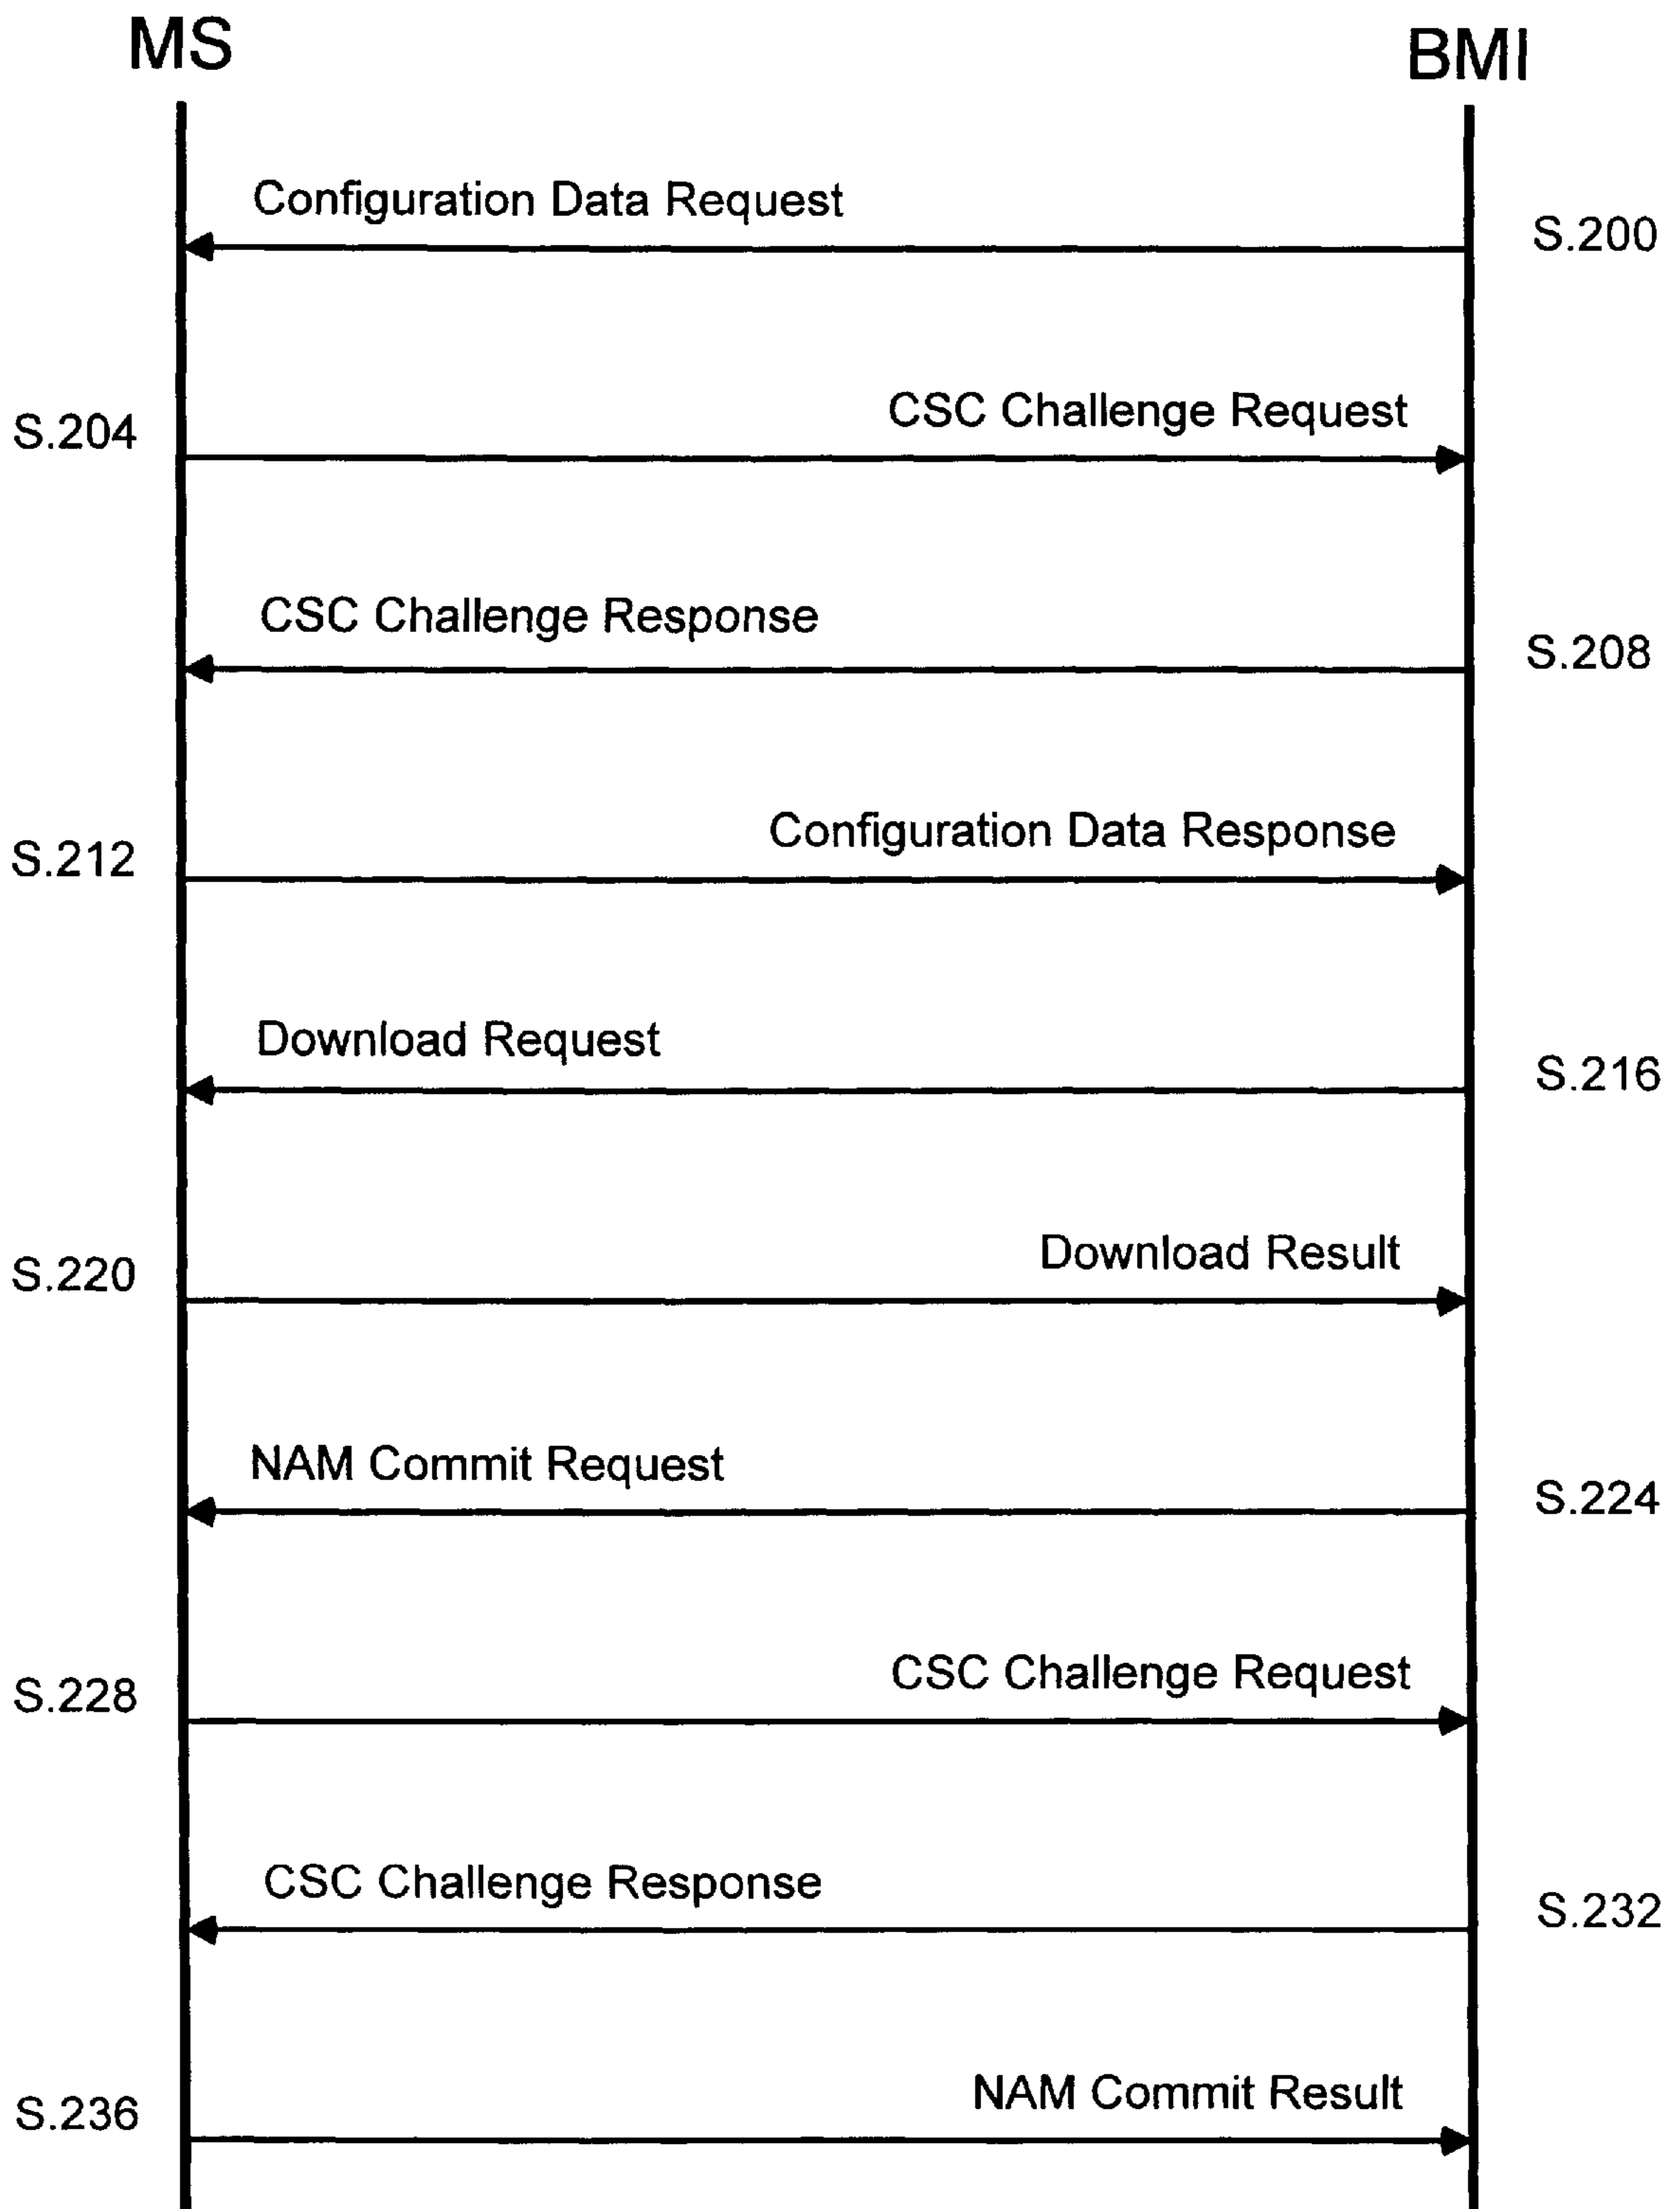 MS
BMI
Configuration Data Request
S.200
CSC Challenge Request
S.204
CSC Challenge Response
S.208
Configuration Data Response
S.212
Download Request
S.216
Download Result
S.220
NAM Commit Request
S.224
CSC Challenge Request
S.228
CSC Challenge Response
S.232
NAM Commit Result
S.236